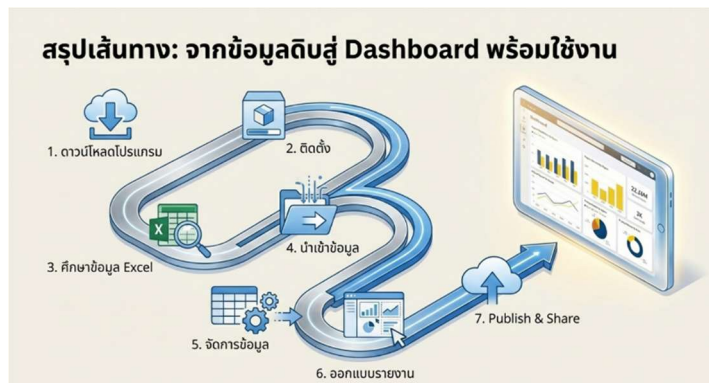 สรุปเส้นทาง: จากข้อมูลดิบสู่ Dashboard พร้อมใช้งาน
1. ดาวน์โหลดโปรแกรม
2. ติดตั้ง
X
3. ศึกษาข้อมูล Excel
4. นำเข้าข้อมูล
5. จัดการข้อมูล
6. ออกแบบรายงาน
7. Publish & Share